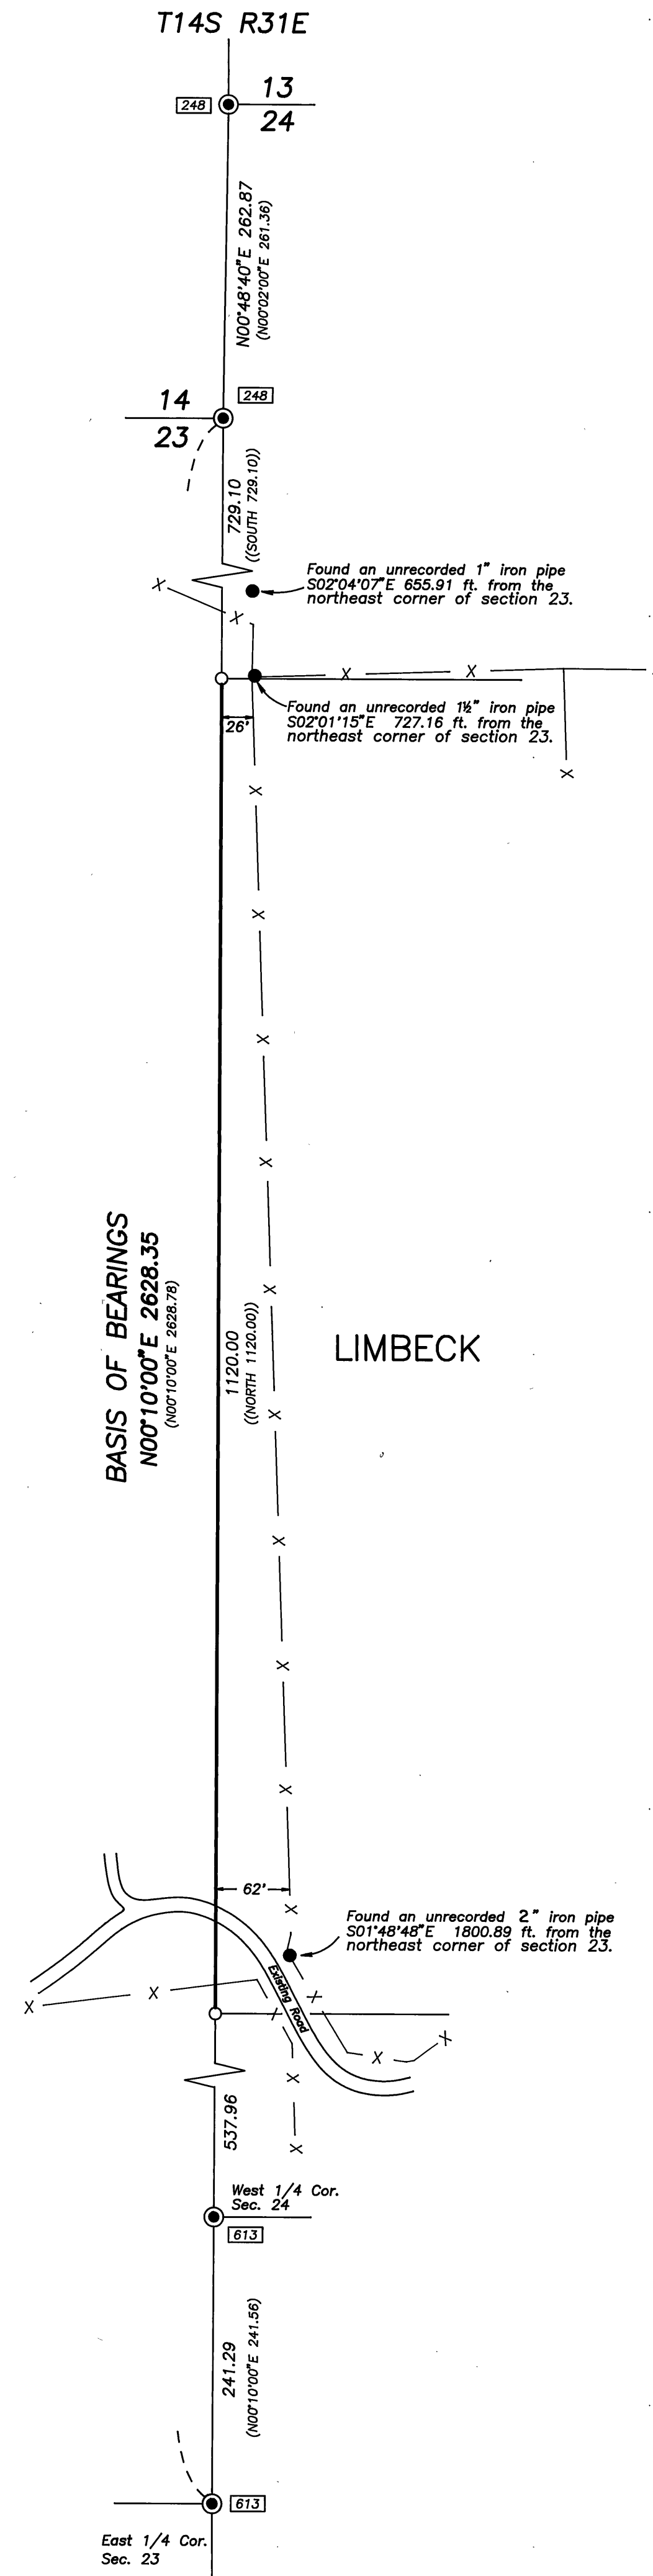 T14S R31E
248
13
24
N00°48'40"E 262.87
(N00°02'00"E 261.36)
14
23
248
729.10
((SOUTH 729.10))
Found an unrecorded 1" iron pipe
S02°04'07"E 655.91 ft. from the
northeast corner of section 23.
X
X
X
X
Found an unrecorded 1½" iron pipe
S02°01'15"E 727.16 ft. from the
northeast corner of section 23.
26'
X
X
X
X
X
BASIS OF BEARINGS
N00°10'00"E 2628.35
(N00°10'00"E 2628.78)
1120.00
((NORTH 1120.00))
X
LIMBECK
X
X
X
X
62'
X
Found an unrecorded 2" iron pipe
S01°48'48"E 1800.89 ft. from the
northeast corner of section 23.
Existing Road
X
X
X
X
X
X
X
X
537.96
West 1/4 Cor.
Sec. 24
613
241.29
(N00°10'00"E 241.56)
613
East 1/4 Cor.
Sec. 23